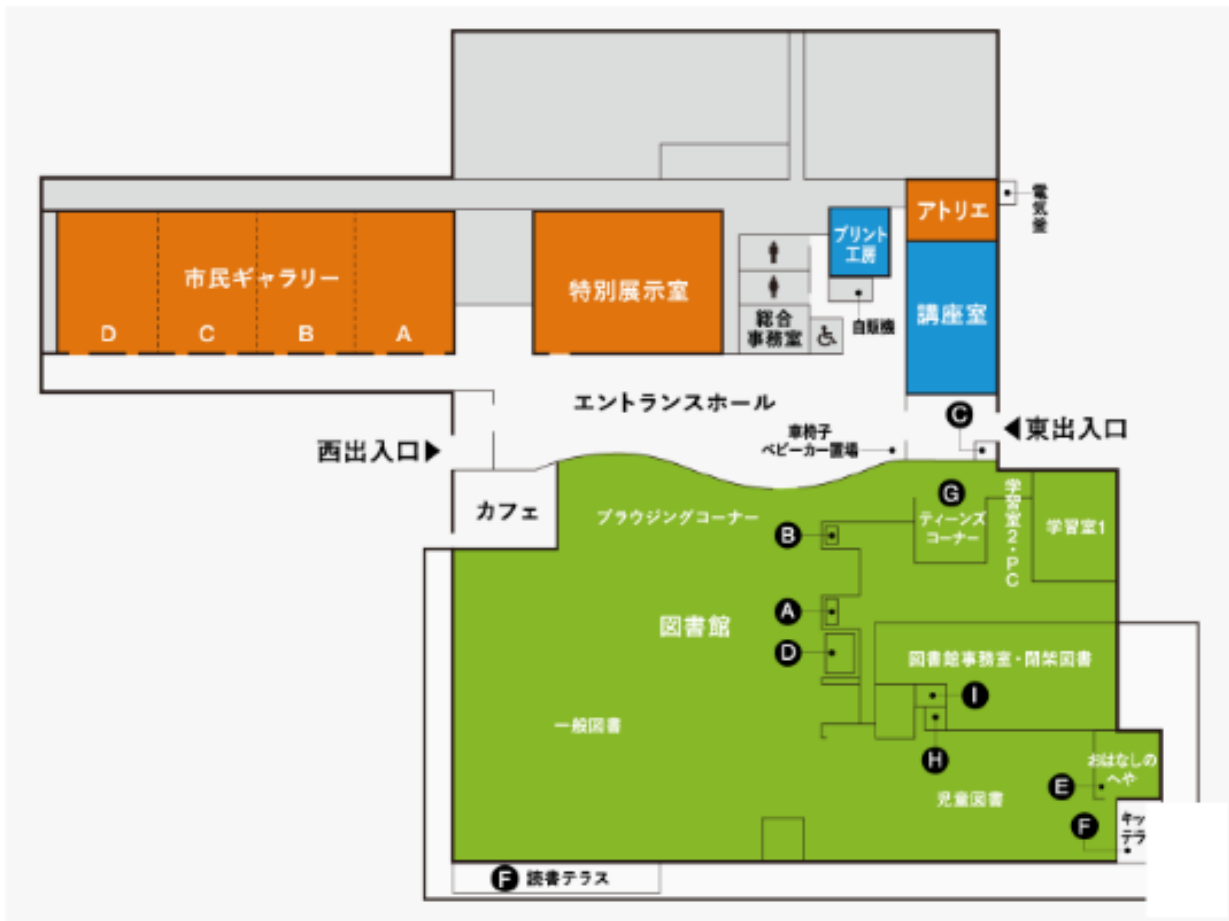 アトリエ
電気釜
プリント
工房
市民ギャラリー
D
C
B
A
特別展示室
総合
事務室
自販機
講座室
エントランスホール
C
車椅子
ベビーカー置場
東出入口
西出入口
カフェ
ブラウジングコーナー
G
ティーンズ
コーナー
学習室2・PC
学習室1
B
A
図書館
D
図書館事務室・閉架図書
I
一般図書
H
おはなしの
へや
E
児童図書
F
キッ
テラ
F 読書テラス